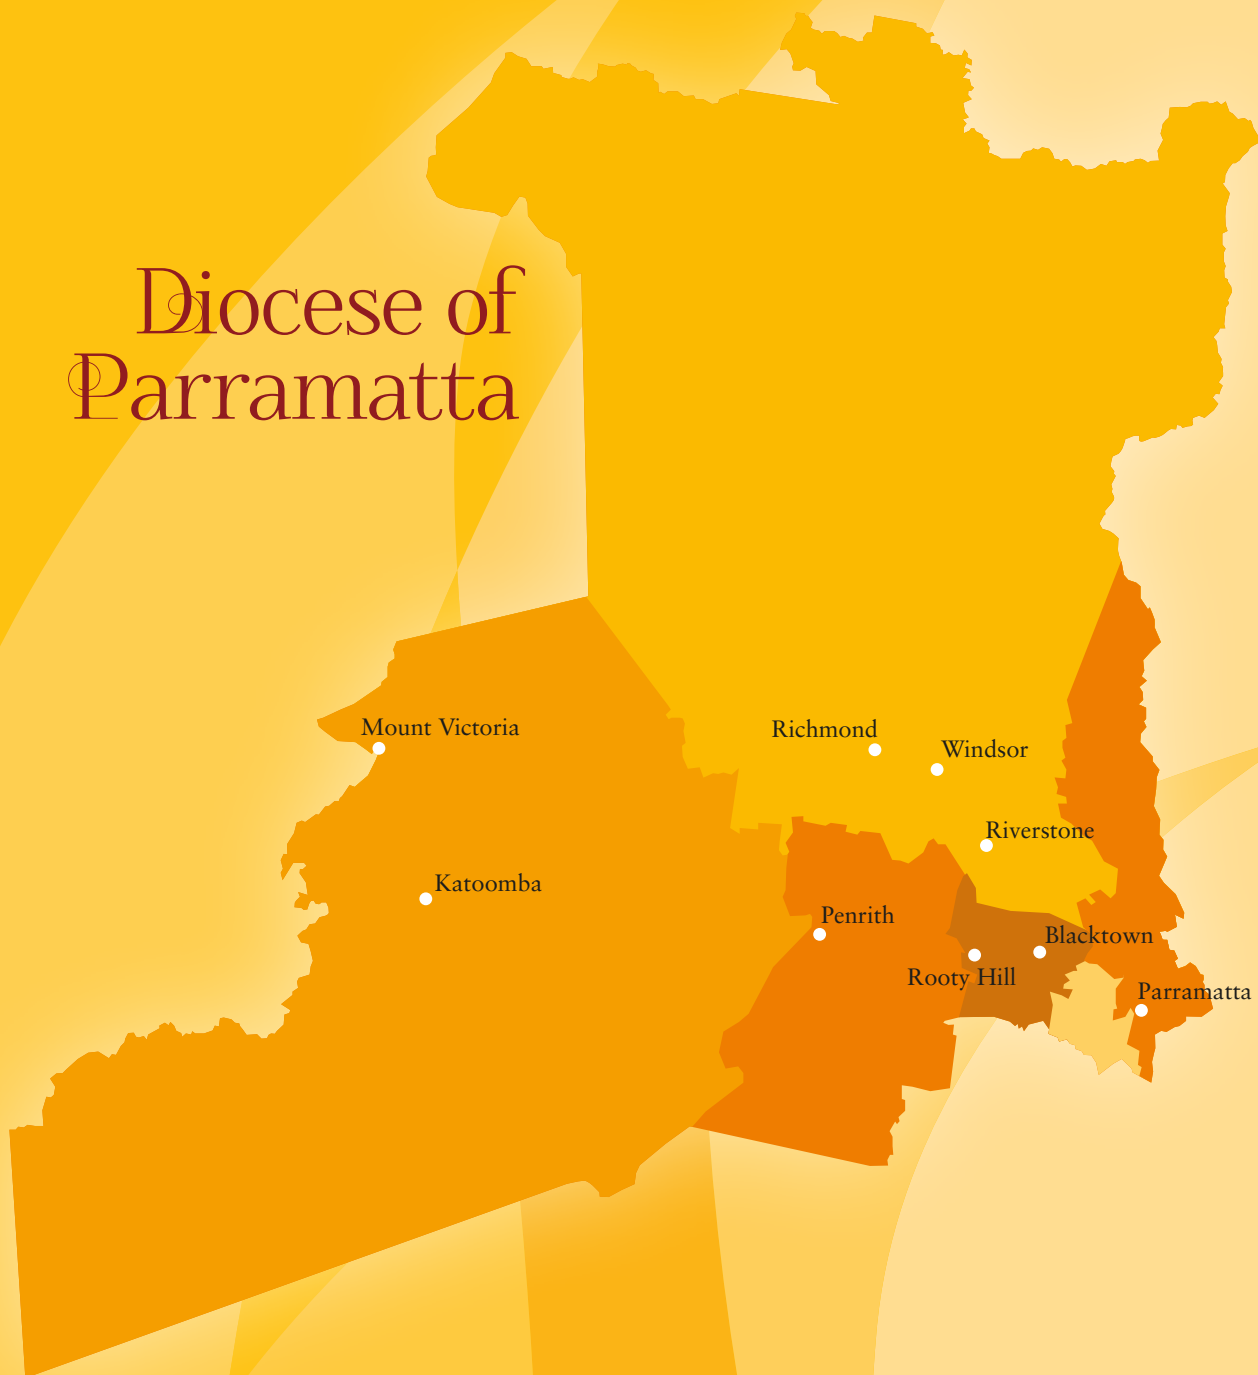 Diocese of
Parramatta
Mount Victoria
Richmond
Windsor
Riverstone
Katoomba
Penrith
Blacktown
Rooty Hill
Parramatta